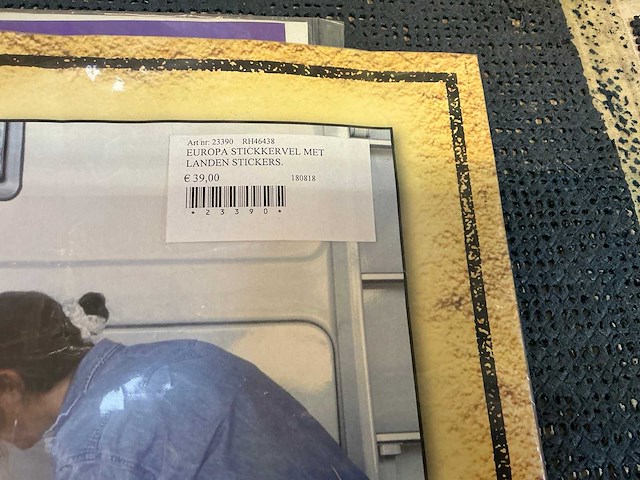 Art nr: 23390 RH46438
EUROPA STICKKERVEL MET
LANDEN STICKERS.
€ 39,00 180818
* 2 3 3 9 0 *